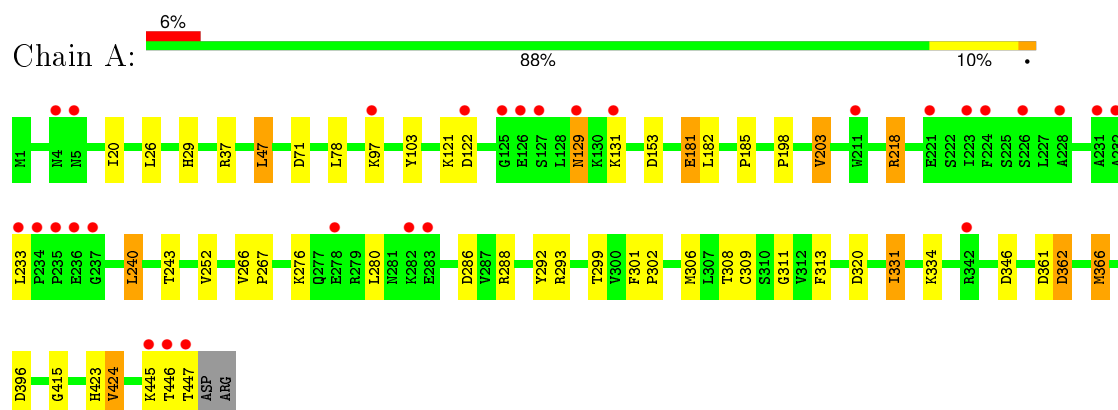 6%
Chain A:
88% 10% •
M1 N4 N5 I20 L26 H29 R37 L47 D71 L78 K97 Y103 K121 D122 G125 E126 S127 L128 N129 K130 K131 D153 E181 L182 P185 P198 V203 W211 R218 E221 S222 I223 F224 S225 S226 L227 A228 A231
L233 P234 P235 E236 G237 L240 T243 V252 V266 P267 K276 Q277 E278 R279 L280 N281 K282 E283 D286 V287 R288 Y292 R293 T299 V300 F301 P302 M306 L307 T308 C309 S310 G311 V312 F313 D320 I331 K334 R342 D346 D361 D362 M366
D396 G415 H423 V424 K445 T446 T447 ASP ARG